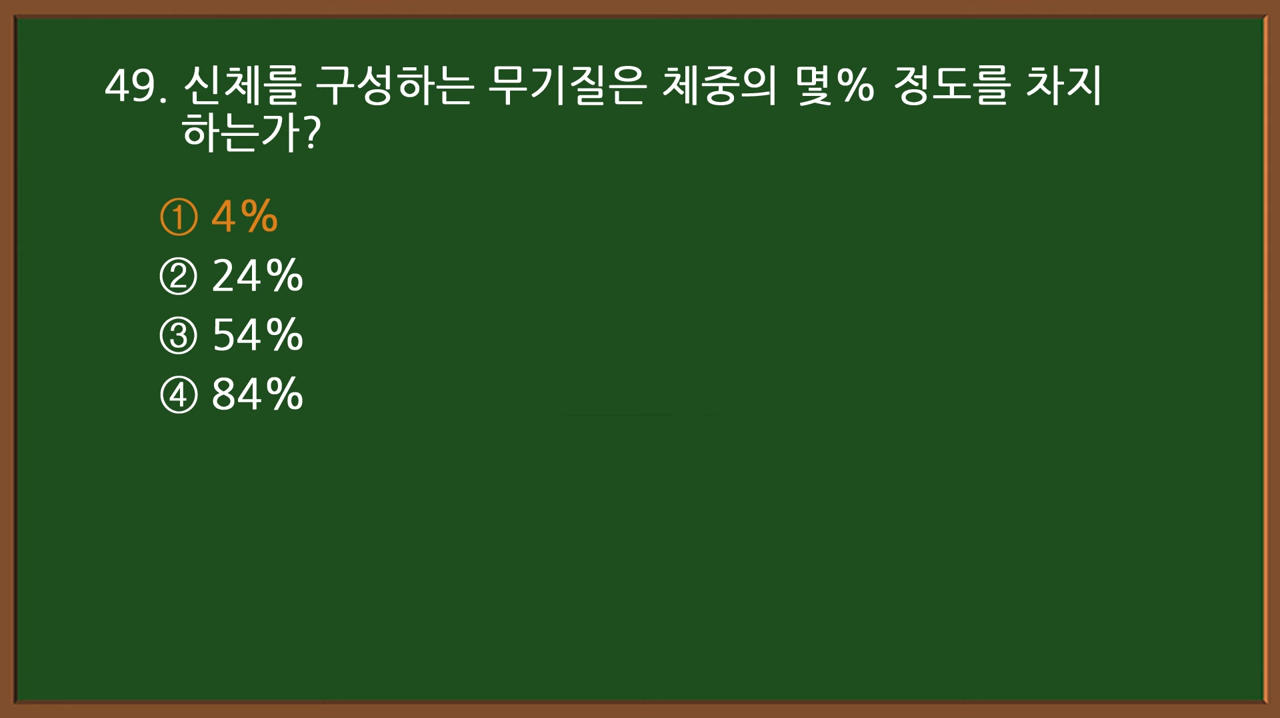 49. 신체를 구성하는 무기질은 체중의 몇% 정도를 차지
하는가?
① 4%
② 24%
③ 54%
④ 84%